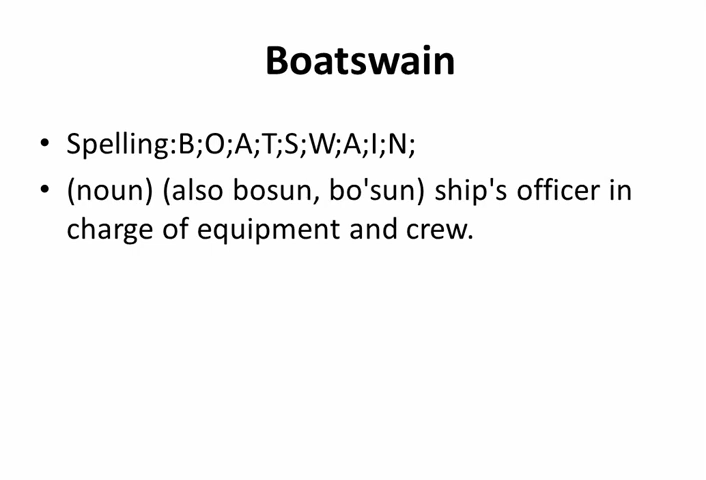 Boatswain
• Spelling:B;O;A;T;S;W;A;I;N;
• (noun) (also bosun, bo'sun) ship's officer in
charge of equipment and crew.